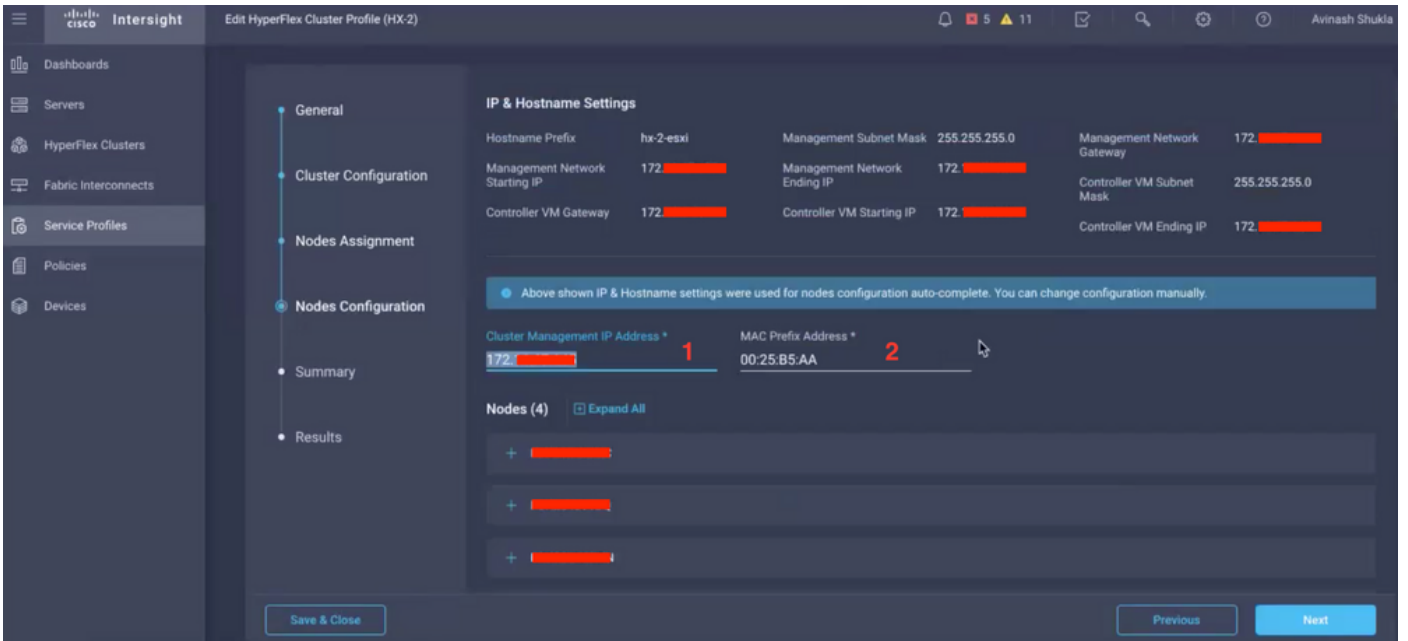 cisco Intersight
Edit HyperFlex Cluster Profile (HX-2)
5 11
Avinash Shukla
Dashboards
Servers
HyperFlex Clusters
Fabric Interconnects
Service Profiles
Policies
Devices
General
Cluster Configuration
Nodes Assignment
Nodes Configuration
Summary
Results
IP & Hostname Settings
Hostname Prefix hx-2-esxi
Management Network
Starting IP
172.
Controller VM Gateway 172.
Management Subnet Mask 255.255.255.0
Management Network
Ending IP
172.
Controller VM Starting IP 172.
Management Network
Gateway
172.
Controller VM Subnet
Mask
255.255.255.0
Controller VM Ending IP 172.
Above shown IP & Hostname settings were used for nodes configuration auto-complete. You can change configuration manually.
Cluster Management IP Address *
172.
1
MAC Prefix Address *
00:25:B5:AA
2
Nodes (4) Expand All
Save & Close
Previous
Next